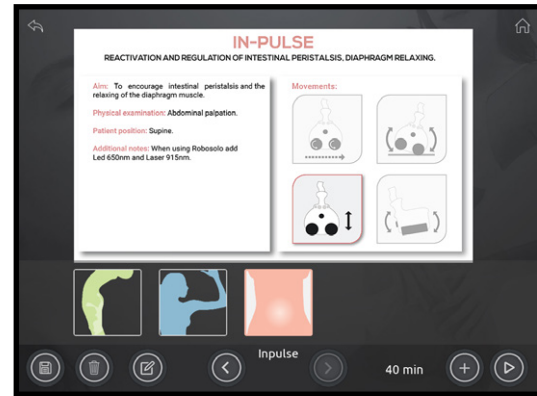 IN-PULSE
REACTIVATION AND REGULATION OF INTESTINAL PERISTALSIS, DIAPHRAGM RELAXING.
Aim: To encourage intestinal peristalsis and the
relaxing of the diaphragm muscle.
Physical examination: Abdominal palpation.
Patient position: Supine.
Additional notes: When using Robosolo add
Led 650nm and Laser 915nm.
Movements:
Inpulse
40 min